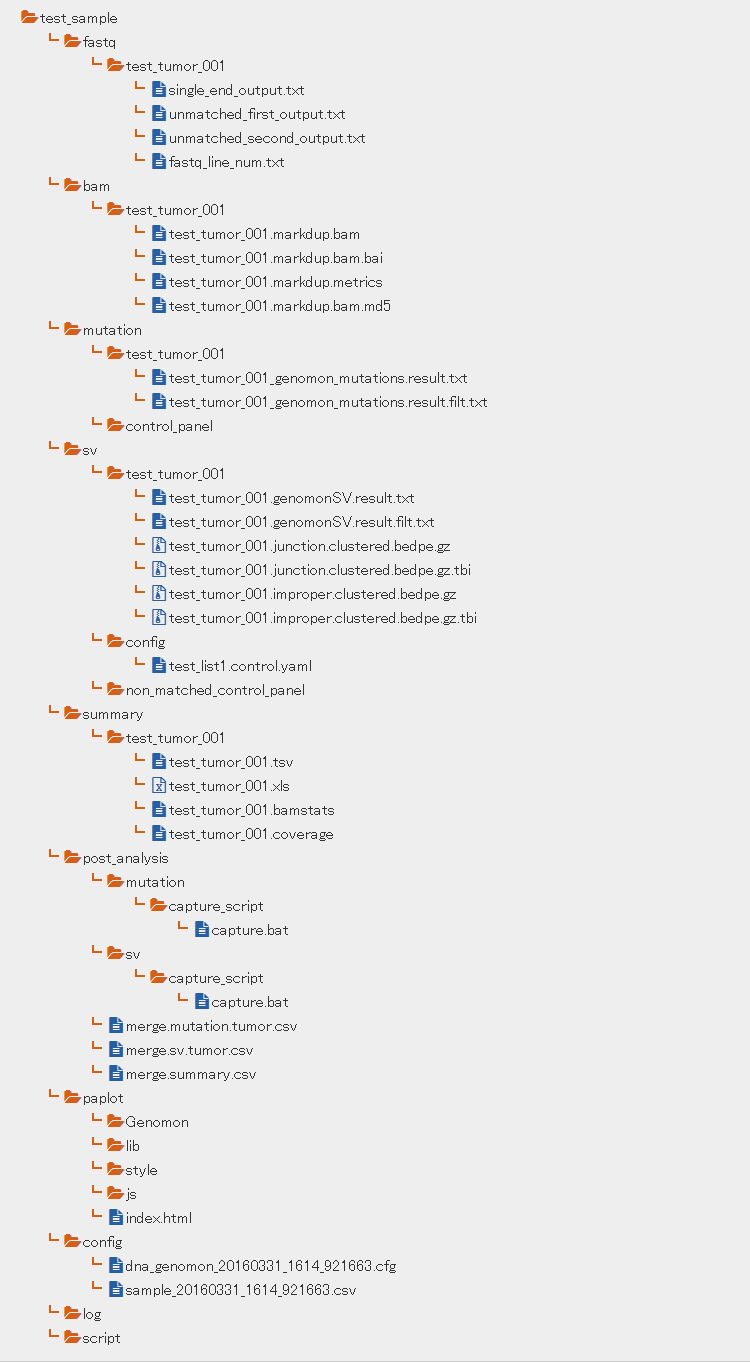 test_sample
fastq
test_tumor_001
single_end_output.txt
unmatched_first_output.txt
unmatched_second_output.txt
fastq_line_num.txt
bam
test_tumor_001
test_tumor_001.markdup.bam
test_tumor_001.markdup.bam.bai
test_tumor_001.markdup.metrics
test_tumor_001.markdup.bam.md5
mutation
test_tumor_001
test_tumor_001_genomon_mutations.result.txt
test_tumor_001_genomon_mutations.result.filt.txt
control_panel
sv
test_tumor_001
test_tumor_001.genomonSV.result.txt
test_tumor_001.genomonSV.result.filt.txt
test_tumor_001.junction.clustered.bedpe.gz
test_tumor_001.junction.clustered.bedpe.gz.tbi
test_tumor_001.improper.clustered.bedpe.gz
test_tumor_001.improper.clustered.bedpe.gz.tbi
config
test_list1.control.yaml
non_matched_control_panel
summary
test_tumor_001
test_tumor_001.tsv
test_tumor_001.xls
test_tumor_001.bamstats
test_tumor_001.coverage
post_analysis
mutation
capture_script
capture.bat
sv
capture_script
capture.bat
merge.mutation.tumor.csv
merge.sv.tumor.csv
merge.summary.csv
paplot
Genomon
lib
style
js
index.html
config
dna_genomon_20160331_1614_921663.cfg
sample_20160331_1614_921663.csv
log
script